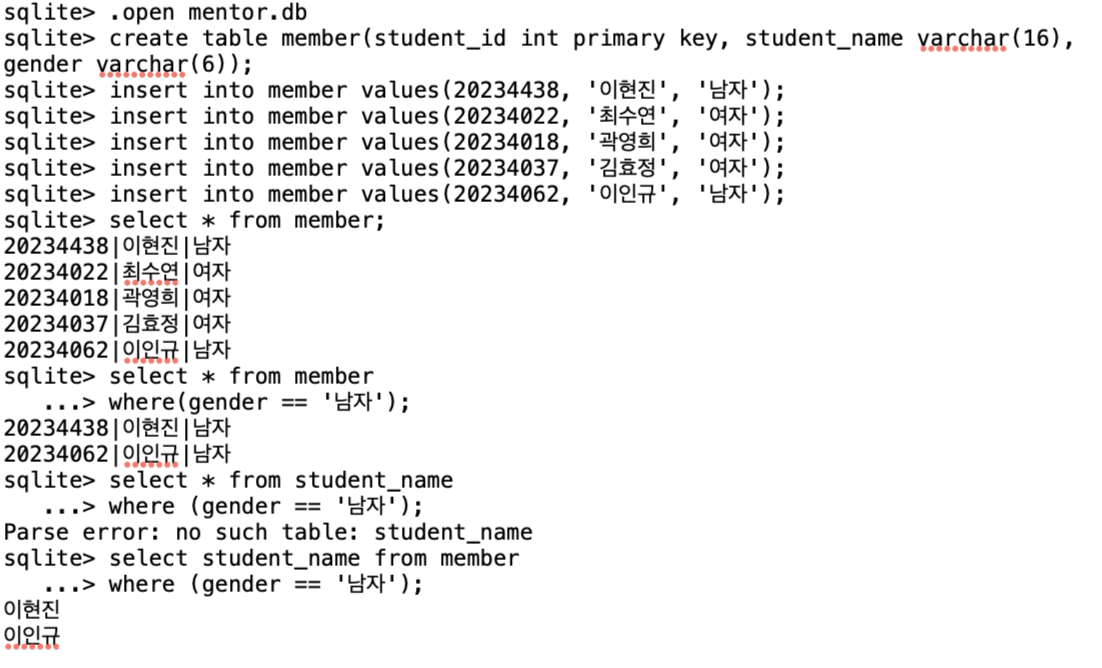 sqlite> .open mentor.db
sqlite> create table member(student_id int primary key, student_name varchar(16),
gender varchar(6));
sqlite> insert into member values(20234438, '이현진', '남자');
sqlite> insert into member values(20234022, '최수연', '여자');
sqlite> insert into member values(20234018, '곽영희', '여자');
sqlite> insert into member values(20234037, '김효정', '여자');
sqlite> insert into member values(20234062, '이인규', '남자');
sqlite> select * from member;
20234438|이현진|남자
20234022|최수연|여자
20234018|곽영희|여자
20234037|김효정|여자
20234062|이인규|남자
sqlite> select * from member
   ...> where(gender == '남자');
20234438|이현진|남자
20234062|이인규|남자
sqlite> select * from student_name
   ...> where (gender == '남자');
Parse error: no such table: student_name
sqlite> select student_name from member
   ...> where (gender == '남자');
이현진
이인규